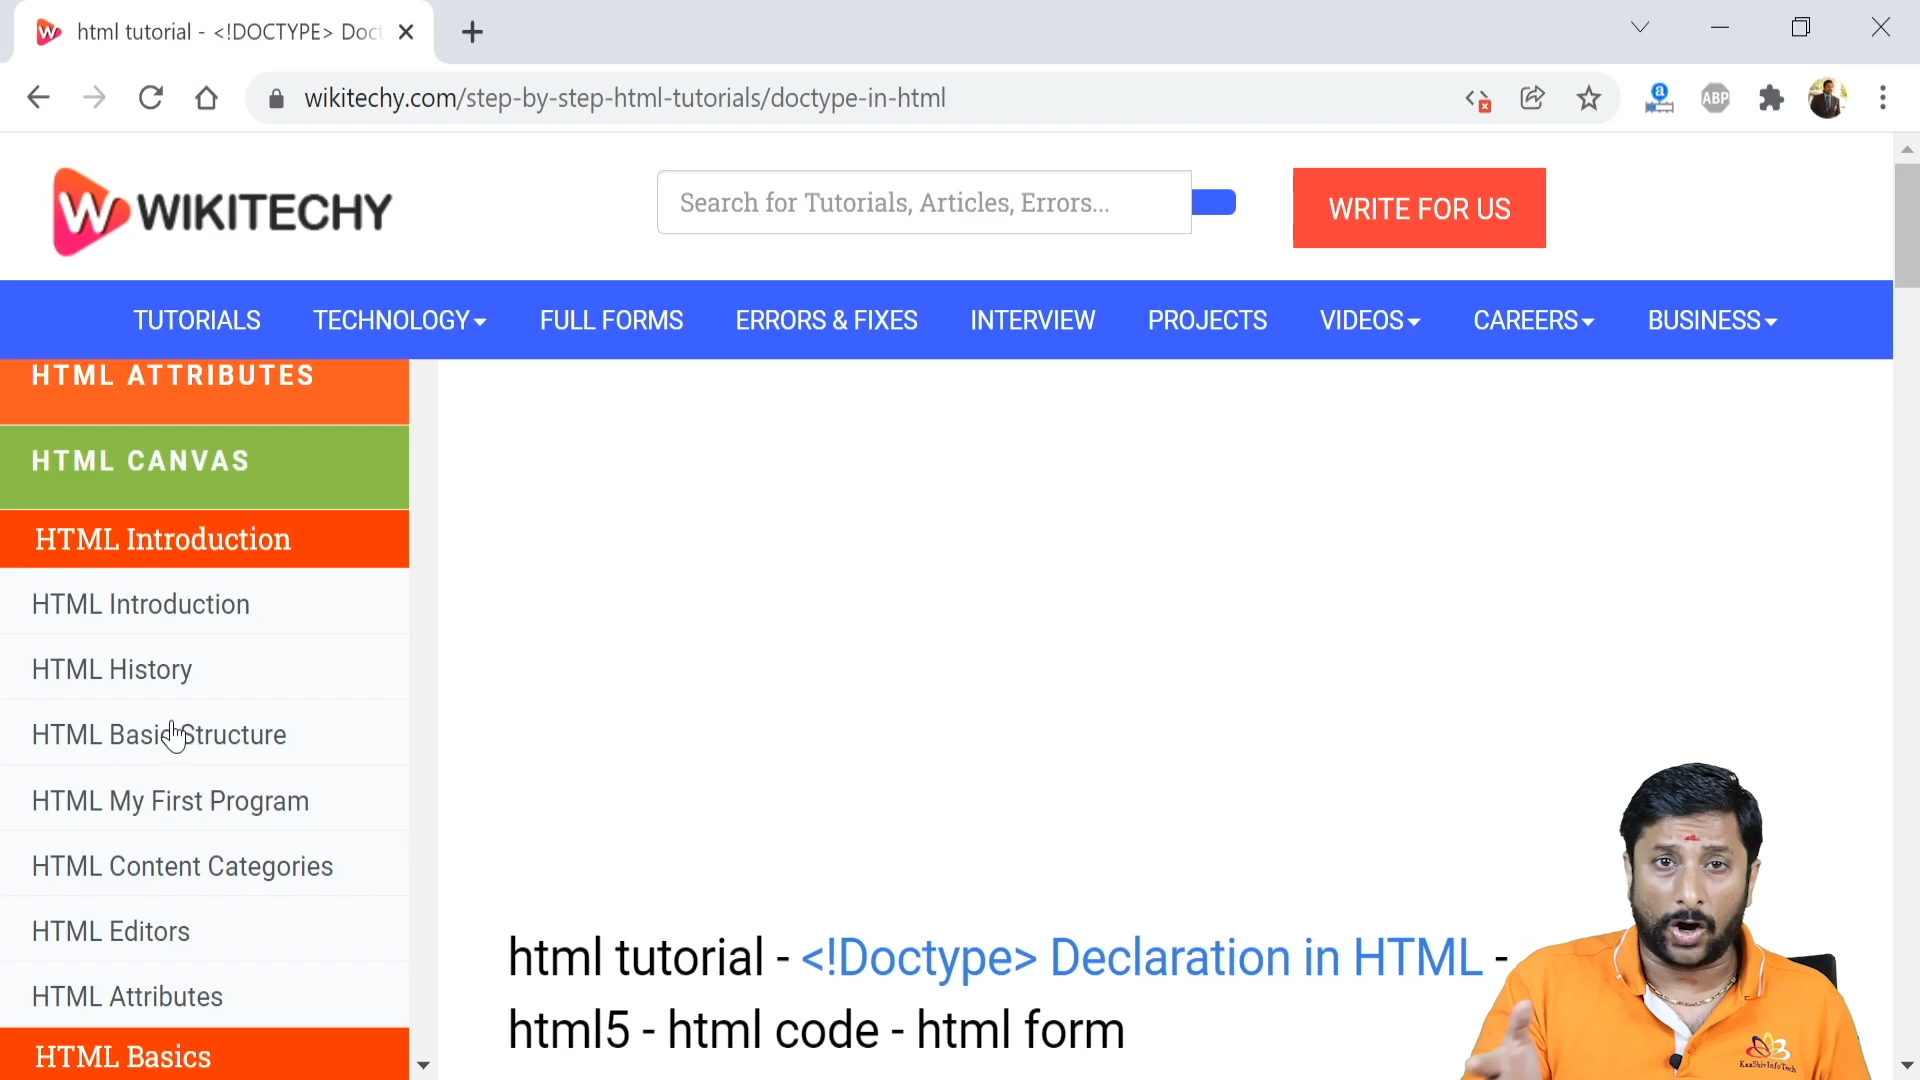 html tutorial - <!DOCTYPE> Doct
wikitechy.com/step-by-step-html-tutorials/doctype-in-html
a
ABP
W WIKITECHY
Search for Tutorials, Articles, Errors...
WRITE FOR US
TUTORIALS TECHNOLOGY FULL FORMS ERRORS & FIXES INTERVIEW PROJECTS VIDEOS CAREERS BUSINESS
HTML ATTRIBUTES
HTML CANVAS
HTML Introduction
HTML Introduction
HTML History
HTML Basic Structure
HTML My First Program
HTML Content Categories
HTML Editors
HTML Attributes
HTML Basics
html tutorial - <!Doctype> Declaration in HTML -
html5 - html code - html form
KaaShivInfoTech